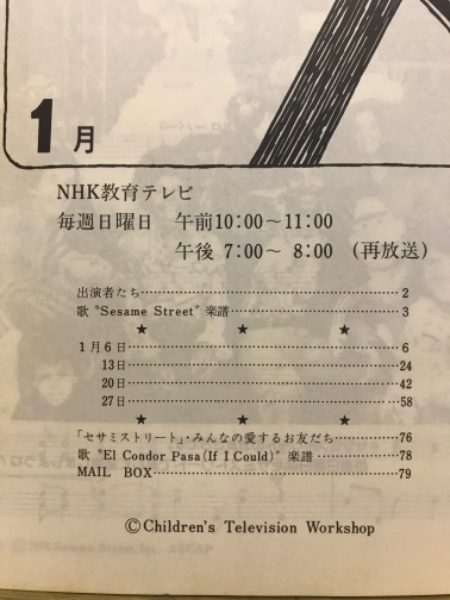 1月
NHK教育テレビ
毎週日曜日 午前10:00～11:00
午後 7:00～ 8:00 (再放送)
出演者たち……………………………………2
歌 〝Sesame Street〟楽譜……………………………3
★ ★ ★
1月6日……………………………………6
13日……………………………………24
20日……………………………………42
27日……………………………………58
★ ★ ★
「セサミストリート」・みんなの愛するお友だち……………76
歌 〝El Condor Pasa (If I Could)〟楽譜……………78
MAIL BOX……………………………………79
©Children's Television Workshop